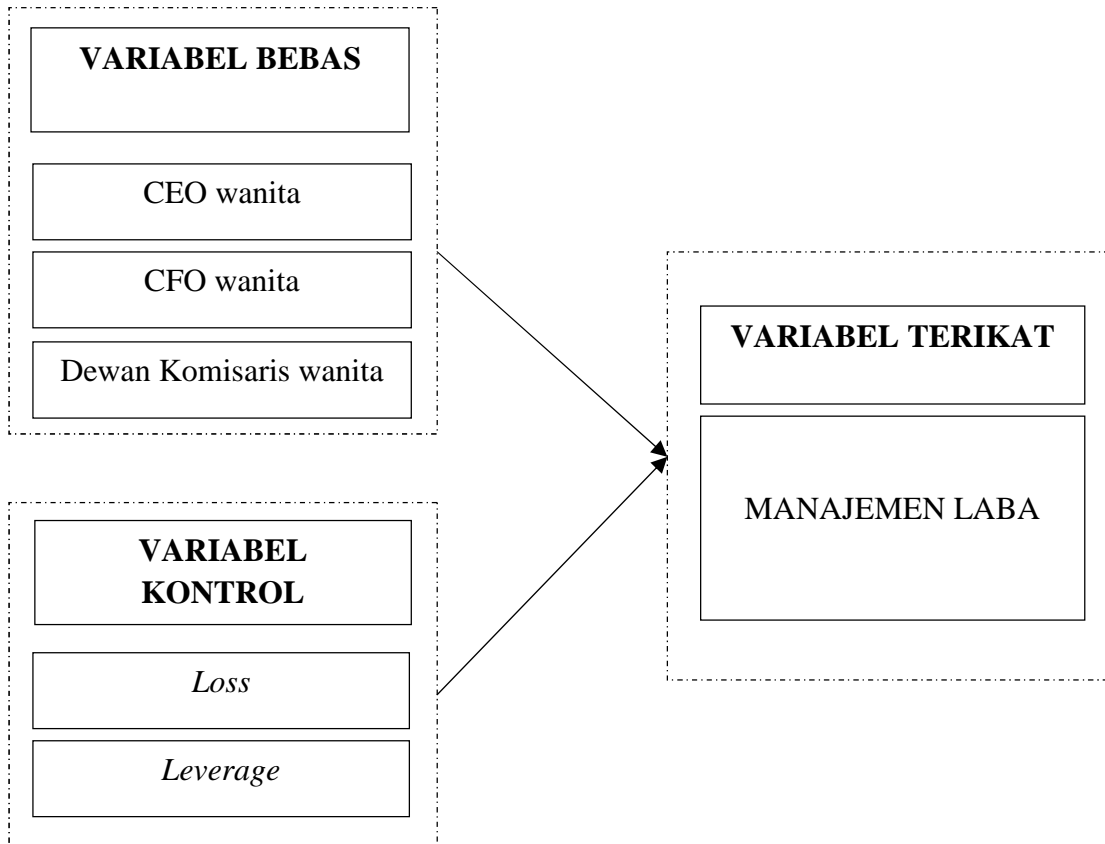 VARIABEL BEBAS
CEO wanita
CFO wanita
Dewan Komisaris wanita
VARIABEL
KONTROL
Loss
Leverage
VARIABEL TERIKAT
MANAJEMEN LABA